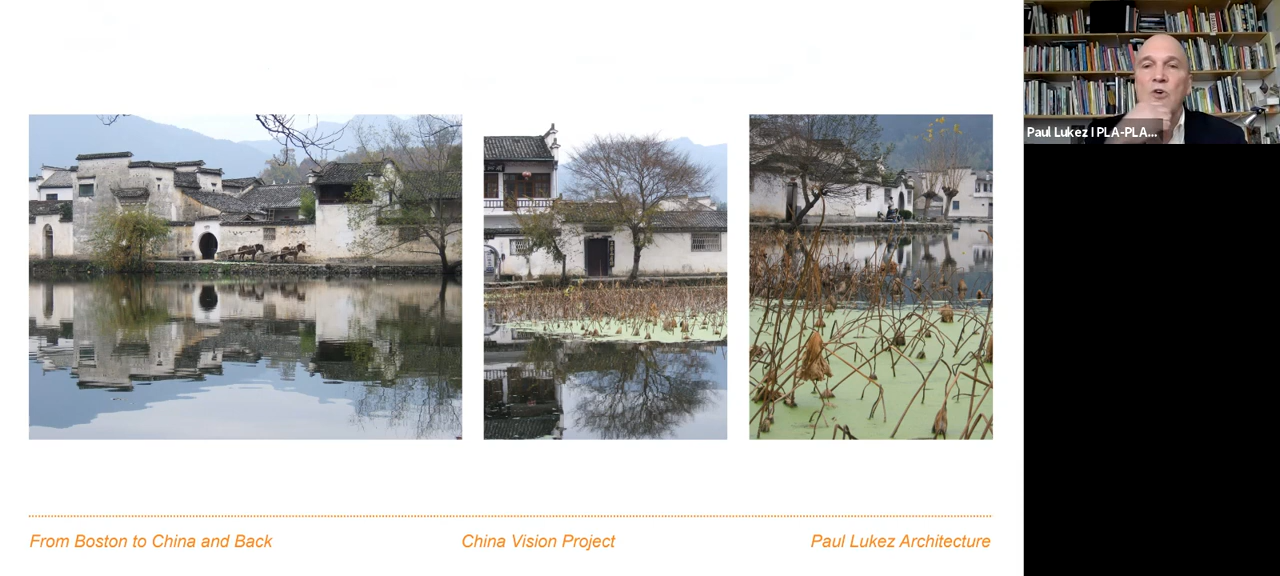 Paul Lukez I PLA-PLA...
From Boston to China and Back
China Vision Project
Paul Lukez Architecture